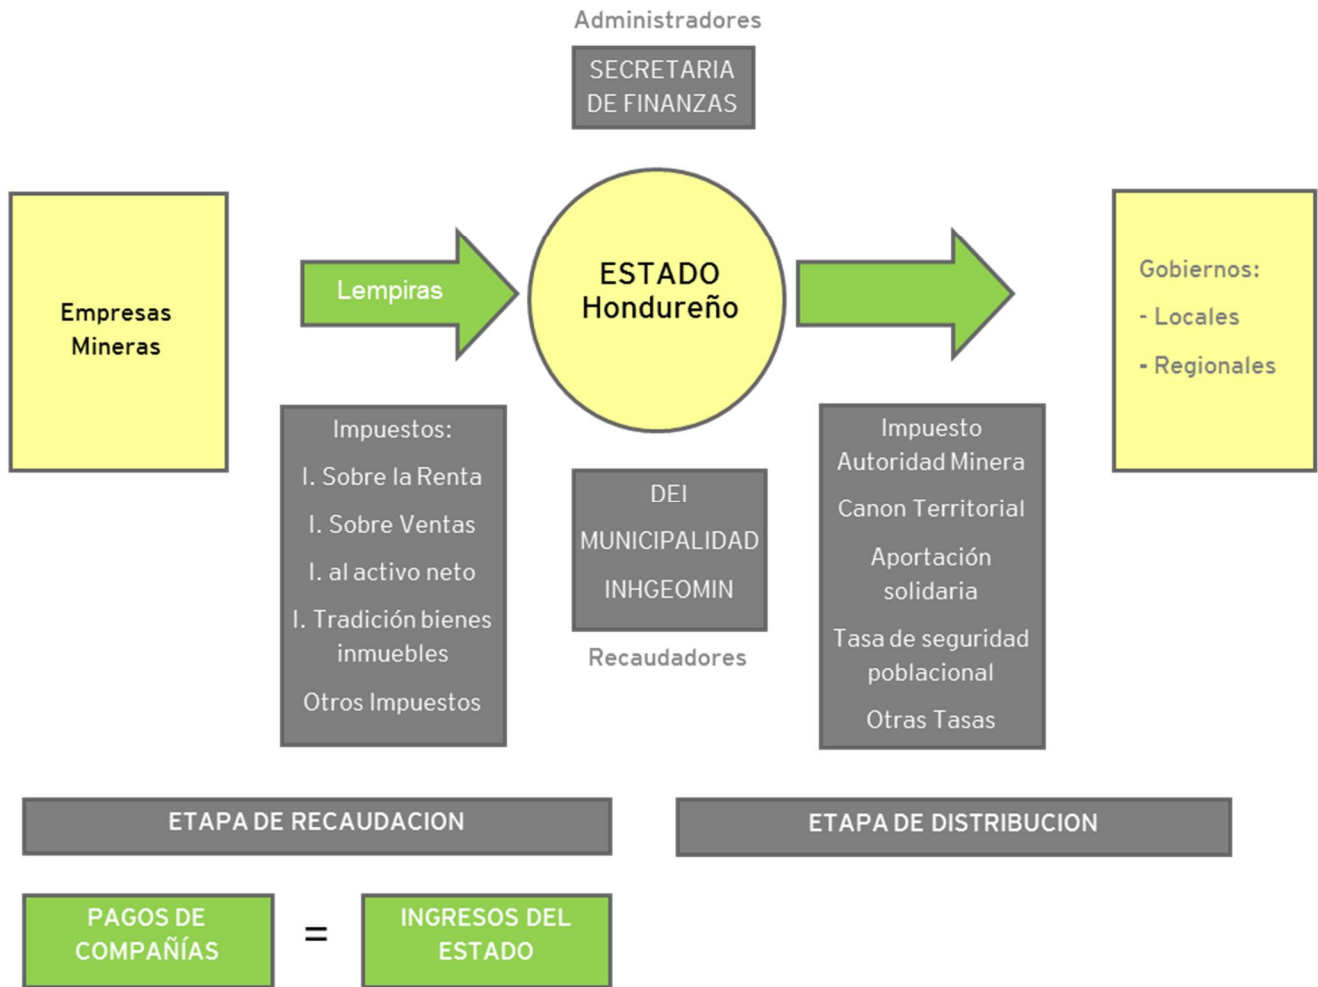 Administradores
SECRETARIA
DE FINANZAS
Empresas
Mineras
Lempiras
ESTADO
Hondureño
Gobiernos:
- Locales
- Regionales
Impuestos:
I. Sobre la Renta
I. Sobre Ventas
I. al activo neto
I. Tradición bienes
inmuebles
Otros Impuestos
DEI
MUNICIPALIDAD
INHGEOMIN
Recaudadores
Impuesto
Autoridad Minera
Canon Territorial
Aportación
solidaria
Tasa de seguridad
poblacional
Otras Tasas
ETAPA DE RECAUDACION
ETAPA DE DISTRIBUCION
PAGOS DE
COMPAÑÍAS
=
INGRESOS DEL
ESTADO